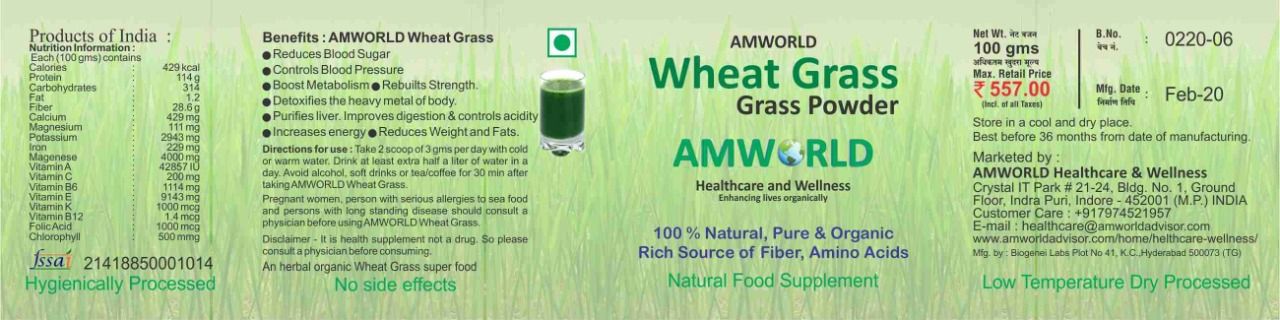 Products of India :
Nutrition Information :
Each (100 gms) contains
Calories : 429 kcal
Protein : 114 g
Carbohydrates : 314
Fat : 1.2
Fiber : 28.6 g
Calcium : 429 mg
Magnesium : 111 mg
Potassium : 2943 mg
Iron : 229 mg
Magenese : 4000 mg
Vitamin A : 42857 IU
Vitamin C : 200 mg
Vitamin B6 : 1114 mg
Vitamin E : 9143 mg
Vitamin K : 1000 mcg
Vitamin B12 : 1.4 mcg
Folic Acid : 1000 mcg
Chlorophyll : 500 mmg
fssai 21418850001014
Hygienically Processed
Benefits : AMWORLD Wheat Grass
● Reduces Blood Sugar
● Controls Blood Pressure
● Boost Metabolism ● Rebuilts Strength.
● Detoxifies the heavy metal of body.
● Purifies liver. Improves digestion & controls acidity
● Increases energy ● Reduces Weight and Fats.
Directions for use : Take 2 scoop of 3 gms per day with cold
or warm water. Drink at least extra half a liter of water in a
day. Avoid alcohol, soft drinks or tea/coffee for 30 min after
taking AMWORLD Wheat Grass.
Pregnant women, person with serious allergies to sea food
and persons with long standing disease should consult a
physician before using AMWORLD Wheat Grass.
Disclaimer - It is health supplement not a drug. So please
consult a physician before consuming.
An herbal organic Wheat Grass super food
No side effects
AMWORLD
Wheat Grass
Grass Powder
AMWORLD
Healthcare and Wellness
Enhancing lives organically
100 % Natural, Pure & Organic
Rich Source of Fiber, Amino Acids
Natural Food Supplement
Net Wt. नेट वजन
100 gms
अधिकतम खुदरा मूल्य
Max. Retail Price
₹ 557.00
(Incl. of all Taxes)
B.No. : 0220-06
बेच नं.
Mfg. Date : Feb-20
निर्माण तिथि
Store in a cool and dry place.
Best before 36 months from date of manufacturing.
Marketed by :
AMWORLD Healthcare & Wellness
Crystal IT Park # 21-24, Bldg. No. 1, Ground
Floor, Indra Puri, Indore - 452001 (M.P.) INDIA
Customer Care : +917974521957
E-mail : healthcare@amworldadvisor.com
www.amworldadvisor.com/home/helthcare-wellness/
Mfg. by : Biogenei Labs Plot No 41, K.C.,Hyderabad 500073 (TG)
Low Temperature Dry Processed